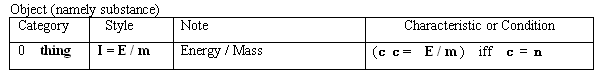 Object (namely substance)
Category Style Note Characteristic or Condition
0 thing I = E / m Energy / Mass (c c = E / m) iff c = n